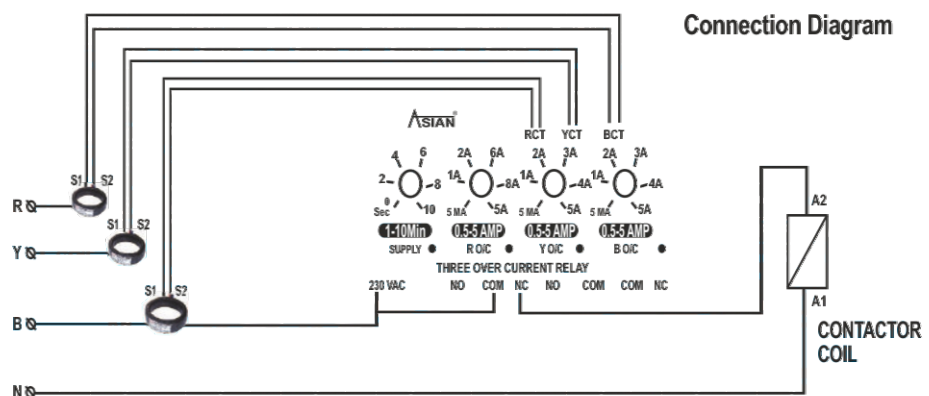 Connection Diagram
ASIAN
RCT YCT BCT
4 6 2A 6A 2A 3A 2A 3A
2 8 1A 8A 1A 4A 1A 4A
0 Sec 10 5 MA 5A 5 MA 5A 5 MA 5A
1-10Min 0.5-5 AMP 0.5-5 AMP 0.5-5 AMP
SUPPLY R O/C Y O/C B O/C
THREE OVER CURRENT RELAY
230 VAC NO COM NC NO COM COM NC
S1 S2
R
S1 S2
Y
S1 S2
B
N
A2
A1
CONTACTOR
COIL